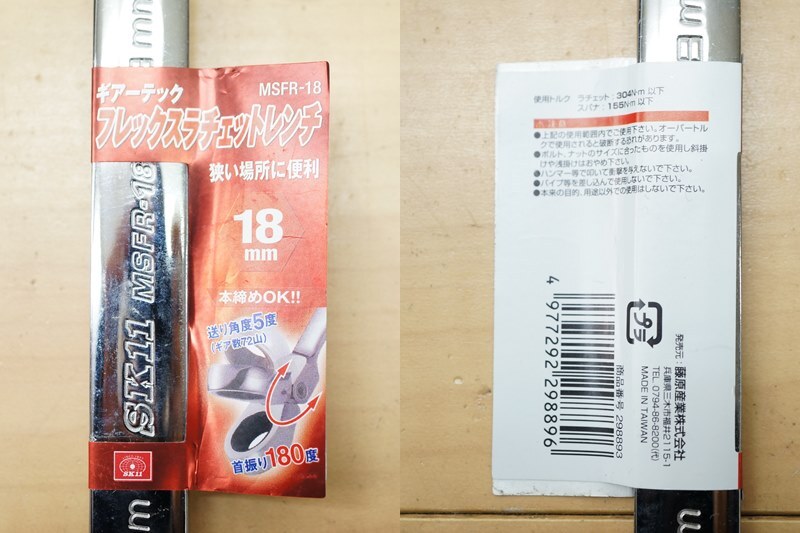 ギアーテック
MSFR-18
フレックスラチェットレンチ
狭い場所に便利
18
mm
本締めOK!!
送り角度5度
(ギア数72山)
首振り180度
SK11
SK11 MSFR-18
mm
使用トルク ラチェット:304N·m以下
スパナ:155N·m以下
●上記の使用範囲内でご使用下さい。オーバートル
クで使用されると破断する恐れがあります。
●ボルト、ナットのサイズに合ったものを使用し斜掛
けや浅掛けはおやめ下さい。
●ハンマー等で叩いて衝撃を与えないで下さい。
●パイプ等を差し込んで使用しないで下さい。
●本来の目的、用途以外での使用はしないで下さい。
4 977292 298896
商品番号 298893
プラ
発売元:藤原産業株式会社
兵庫県三木市福井2115-1
TEL. 0794-86-8200(代)
MADE IN TAIWAN